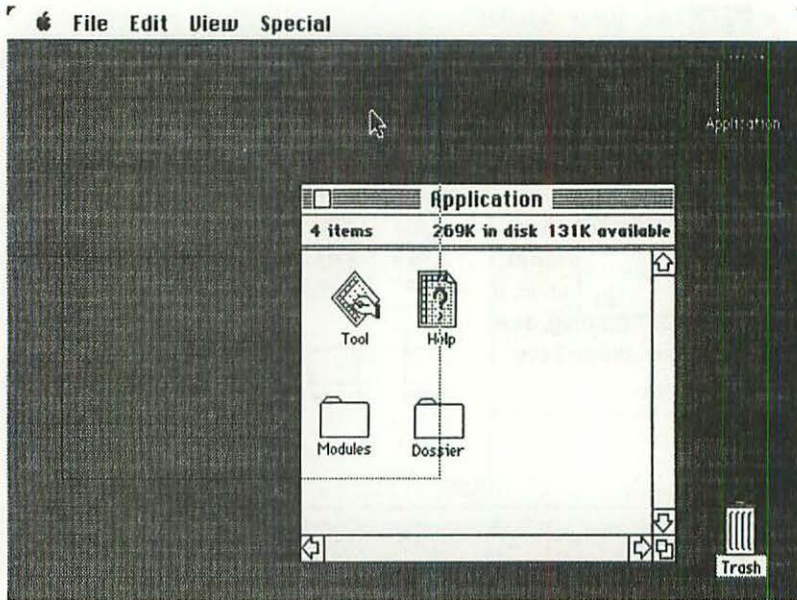 File Edit View Special
Application
Application
4 items 269K in disk 131K available
Tool Help
Modules Dossier
Trash